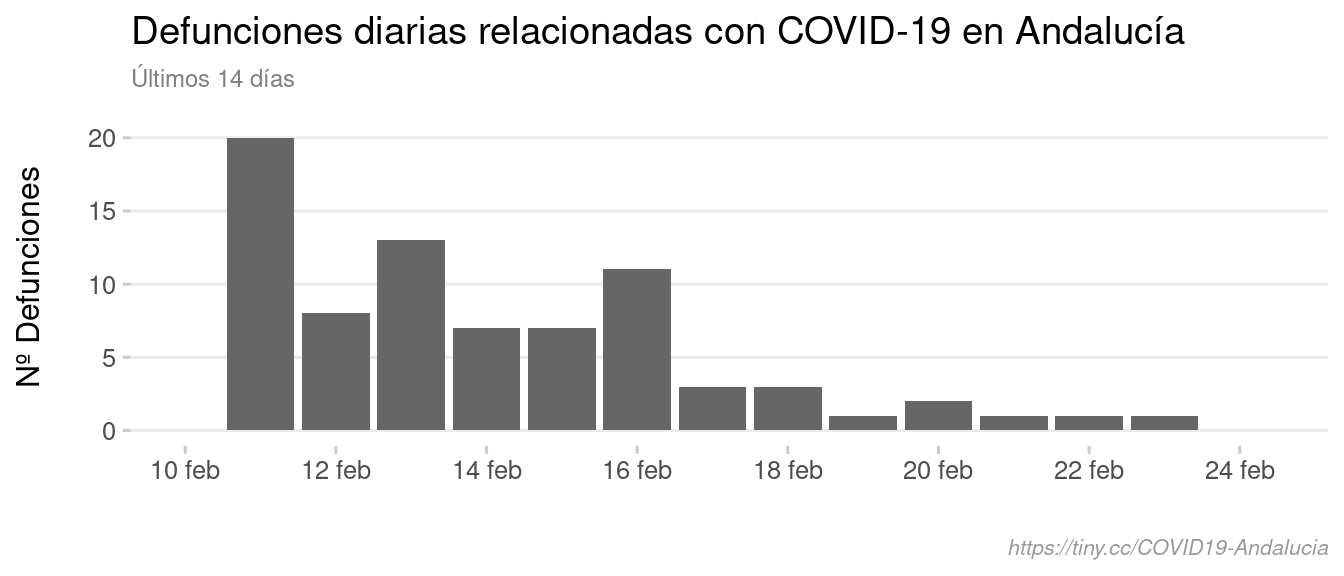 Defunciones diarias relacionadas con COVID-19 en Andalucía
Últimos 14 días
Nº Defunciones
20
15
10
5
0
10 feb 12 feb 14 feb 16 feb 18 feb 20 feb 22 feb 24 feb
https://tiny.cc/COVID19-Andalucia